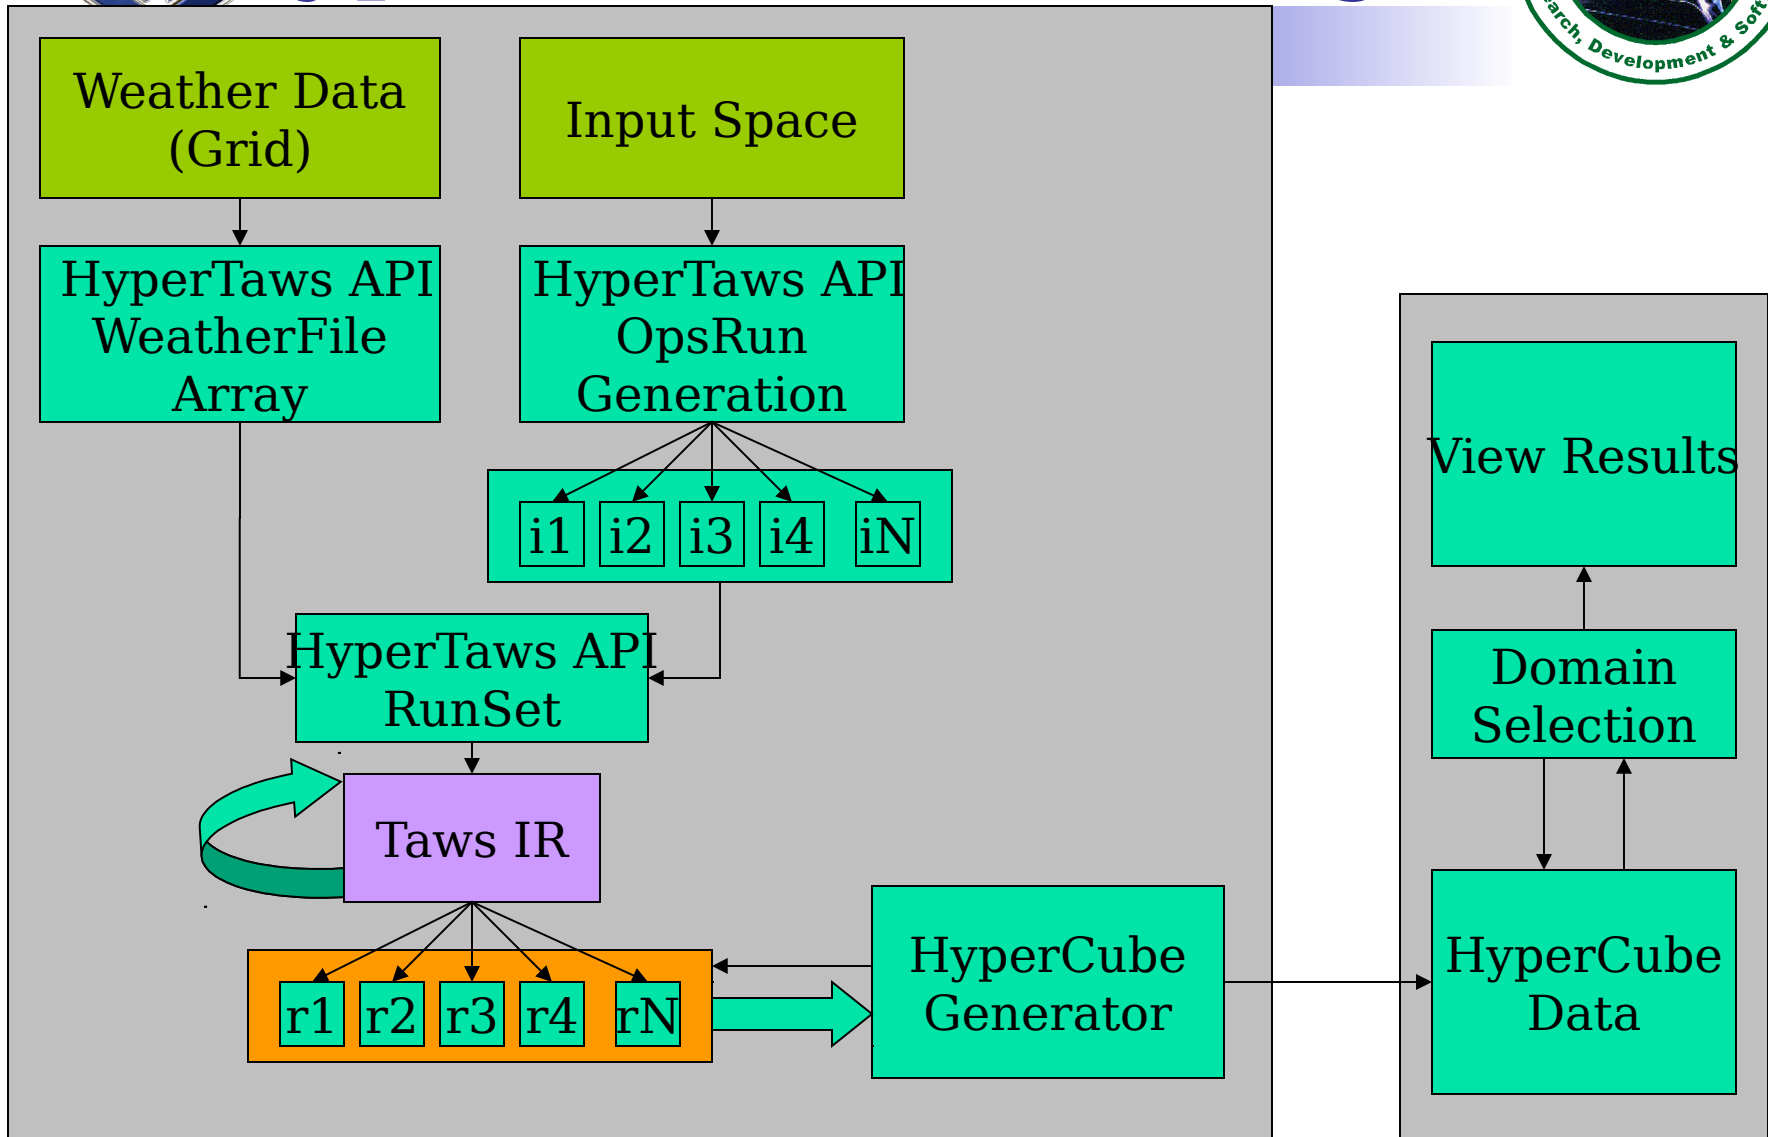 Weather Data
(Grid)
Input Space
HyperTaws API
WeatherFile
Array
HyperTaws API
OpsRun
Generation
i1 i2 i3 i4 iN
HyperTaws API
RunSet
Taws IR
r1 r2 r3 r4 rN
HyperCube
Generator
View Results
Domain
Selection
HyperCube
Data
Development &